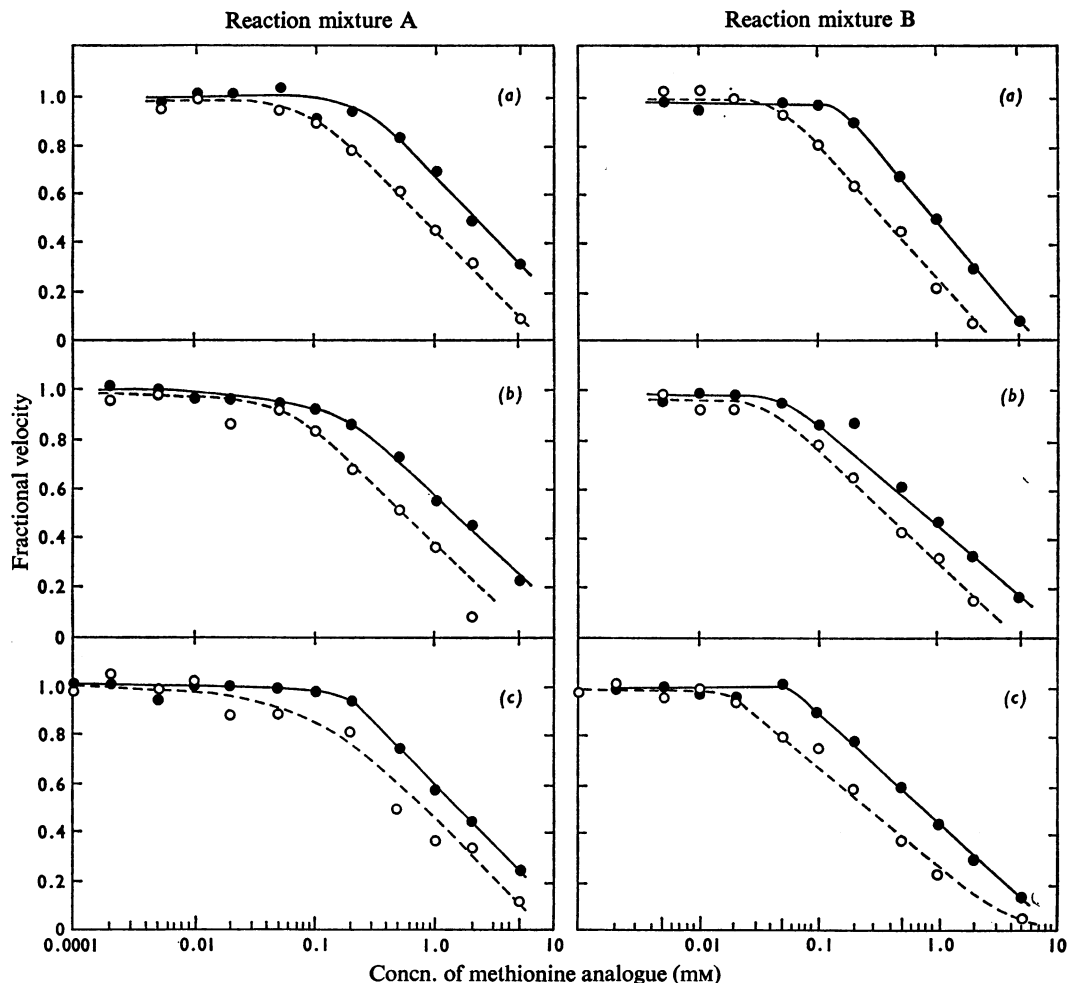 Reaction mixture A
Reaction mixture B
(a)
1.0
0.8
0.6
0.4
0.2
0
(a)
(b)
1.0
0.8
0.6
0.4
0.2
0
(b)
(c)
1.0
0.8
0.6
0.4
0.2
0
(c)
Fractional velocity
0.0001 0.01 0.1 1.0 10
0.01 0.1 1.0 10
Concn. of methionine analogue (mM)